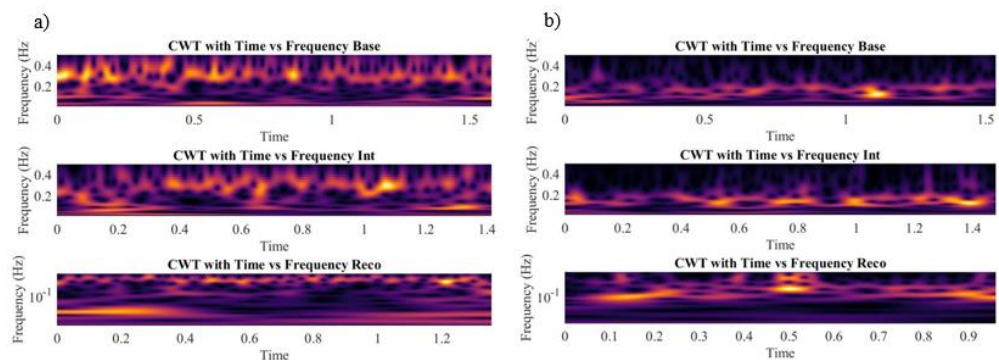 a)
CWT with Time vs Frequency Base
Frequency (Hz
0.4
0.2
0 0.5 1 1.5
Time
CWT with Time vs Frequency Int
Frequency (Hz)
0.4
0.2
0 0.2 0.4 0.6 0.8 1 1.2 1.4
Time
CWT with Time vs Frequency Reco
Frequency (Hz)
10-1
0 0.2 0.4 0.6 0.8 1 1.2
Time
b)
CWT with Time vs Frequency Base
Frequency (Hz)
0.4
0.2
0 0.5 1 1.5
Time
CWT with Time vs Frequency Int
Frequency (Hz)
0.4
0.2
0 0.2 0.4 0.6 0.8 1 1.2 1.4
Time
CWT with Time vs Frequency Reco
Frequency (Hz)
10-1
0 0.1 0.2 0.3 0.4 0.5 0.6 0.7 0.8 0.9
Time